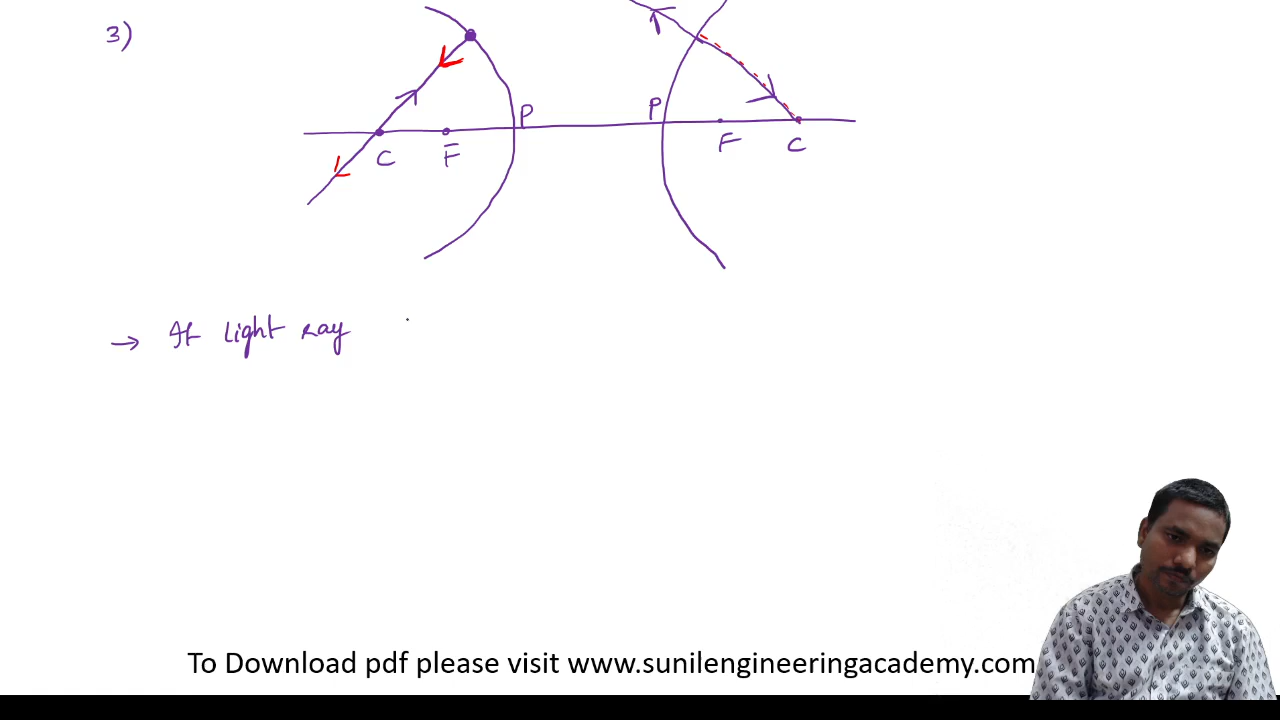 3)
P P
C F F C
→ If light ray
To Download pdf please visit www.sunilengineeringacademy.com